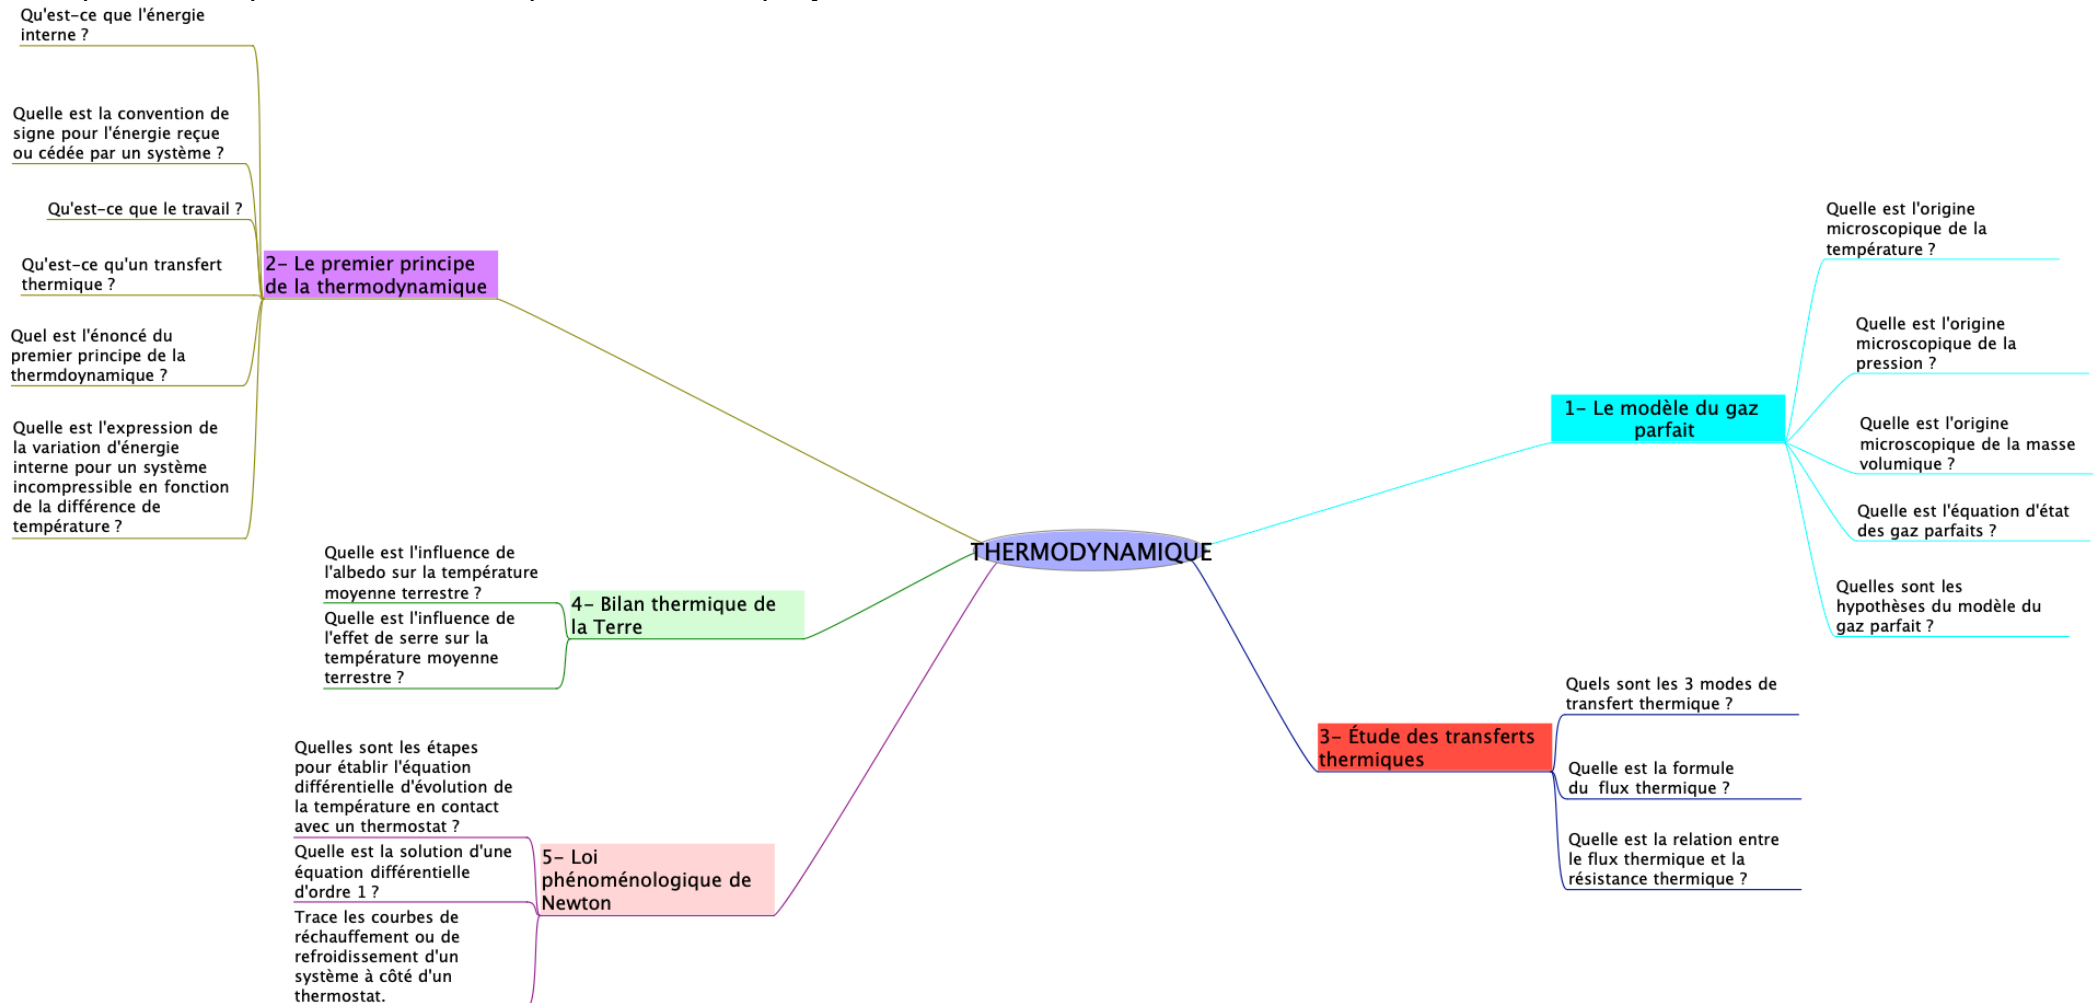 Qu'est-ce que l'énergie
interne ?
Quelle est la convention de
signe pour l'énergie reçue
ou cédée par un système ?
Qu'est-ce que le travail ?
Qu'est-ce qu'un transfert
thermique ?
Quel est l'énoncé du
premier principe de la
thermdoynamique ?
Quelle est l'expression de
la variation d'énergie
interne pour un système
incompressible en fonction
de la différence de
température ?
2- Le premier principe
de la thermodynamique
Quelle est l'origine
microscopique de la
température ?
Quelle est l'origine
microscopique de la
pression ?
Quelle est l'origine
microscopique de la masse
volumique ?
Quelle est l'équation d'état
des gaz parfaits ?
Quelles sont les
hypothèses du modèle du
gaz parfait ?
1- Le modèle du gaz
parfait
THERMODYNAMIQUE
Quelle est l'influence de
l'albedo sur la température
moyenne terrestre ?
Quelle est l'influence de
l'effet de serre sur la
température moyenne
terrestre ?
4- Bilan thermique de
la Terre
Quels sont les 3 modes de
transfert thermique ?
Quelle est la formule
du  flux thermique ?
Quelle est la relation entre
le flux thermique et la
résistance thermique ?
3- Étude des transferts
thermiques
Quelles sont les étapes
pour établir l'équation
différentielle d'évolution de
la température en contact
avec un thermostat ?
Quelle est la solution d'une
équation différentielle
d'ordre 1 ?
Trace les courbes de
réchauffement ou de
refroidissement d'un
système à côté d'un
thermostat.
5- Loi
phénoménologique de
Newton